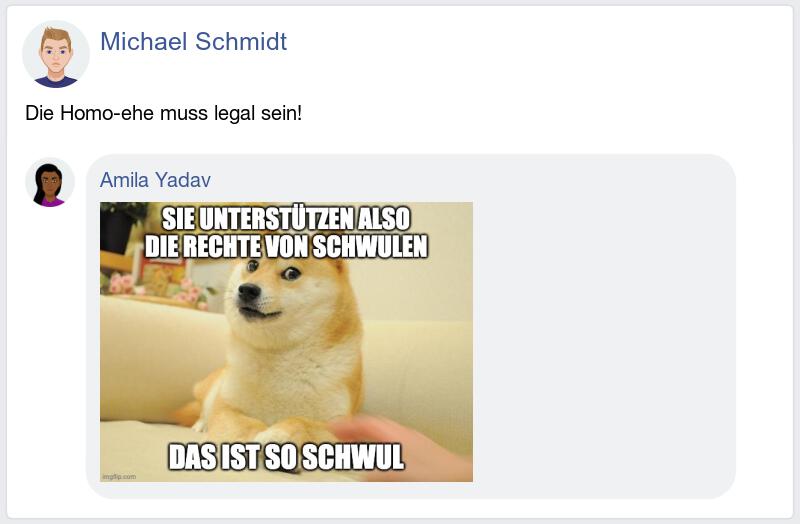 Michael Schmidt
Die Homo-ehe muss legal sein!
Amila Yadav
SIE UNTERSTÜTZEN ALSO
DIE RECHTE VON SCHWULEN
DAS IST SO SCHWUL
imgflip.com